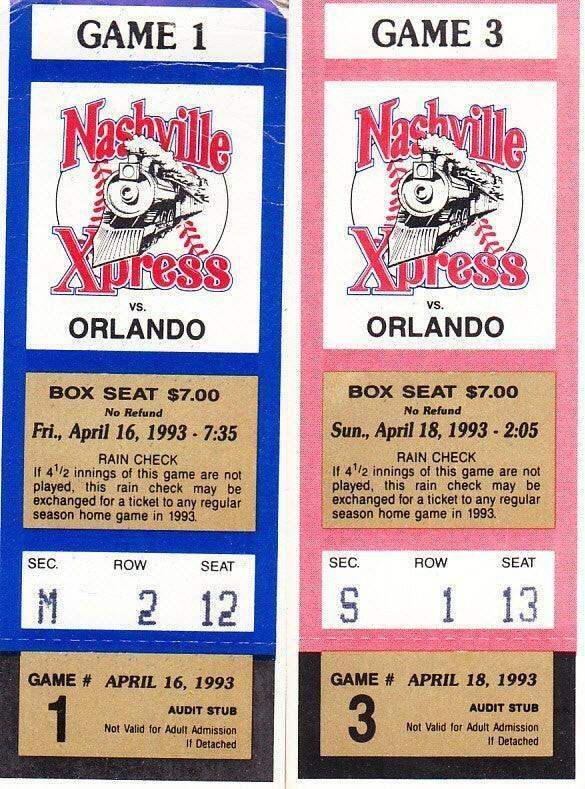 GAME 1
Nashville
Xpress
VS.
ORLANDO
BOX SEAT $7.00
No Refund
Fri., April 16, 1993 - 7:35
RAIN CHECK
If 4 1/2 innings of this game are not
played, this rain check may be
exchanged for a ticket to any regular
season home game in 1993.
SEC. ROW SEAT
M 2 12
GAME # APRIL 16, 1993
1
AUDIT STUB
Not Valid for Adult Admission
If Detached
GAME 3
Nashville
Xpress
VS.
ORLANDO
BOX SEAT $7.00
No Refund
Sun., April 18, 1993 - 2:05
RAIN CHECK
If 4 1/2 innings of this game are not
played, this rain check may be
exchanged for a ticket to any regular
season home game in 1993.
SEC. ROW SEAT
S 1 13
GAME # APRIL 18, 1993
3
AUDIT STUB
Not Valid for Adult Admission
If Detached